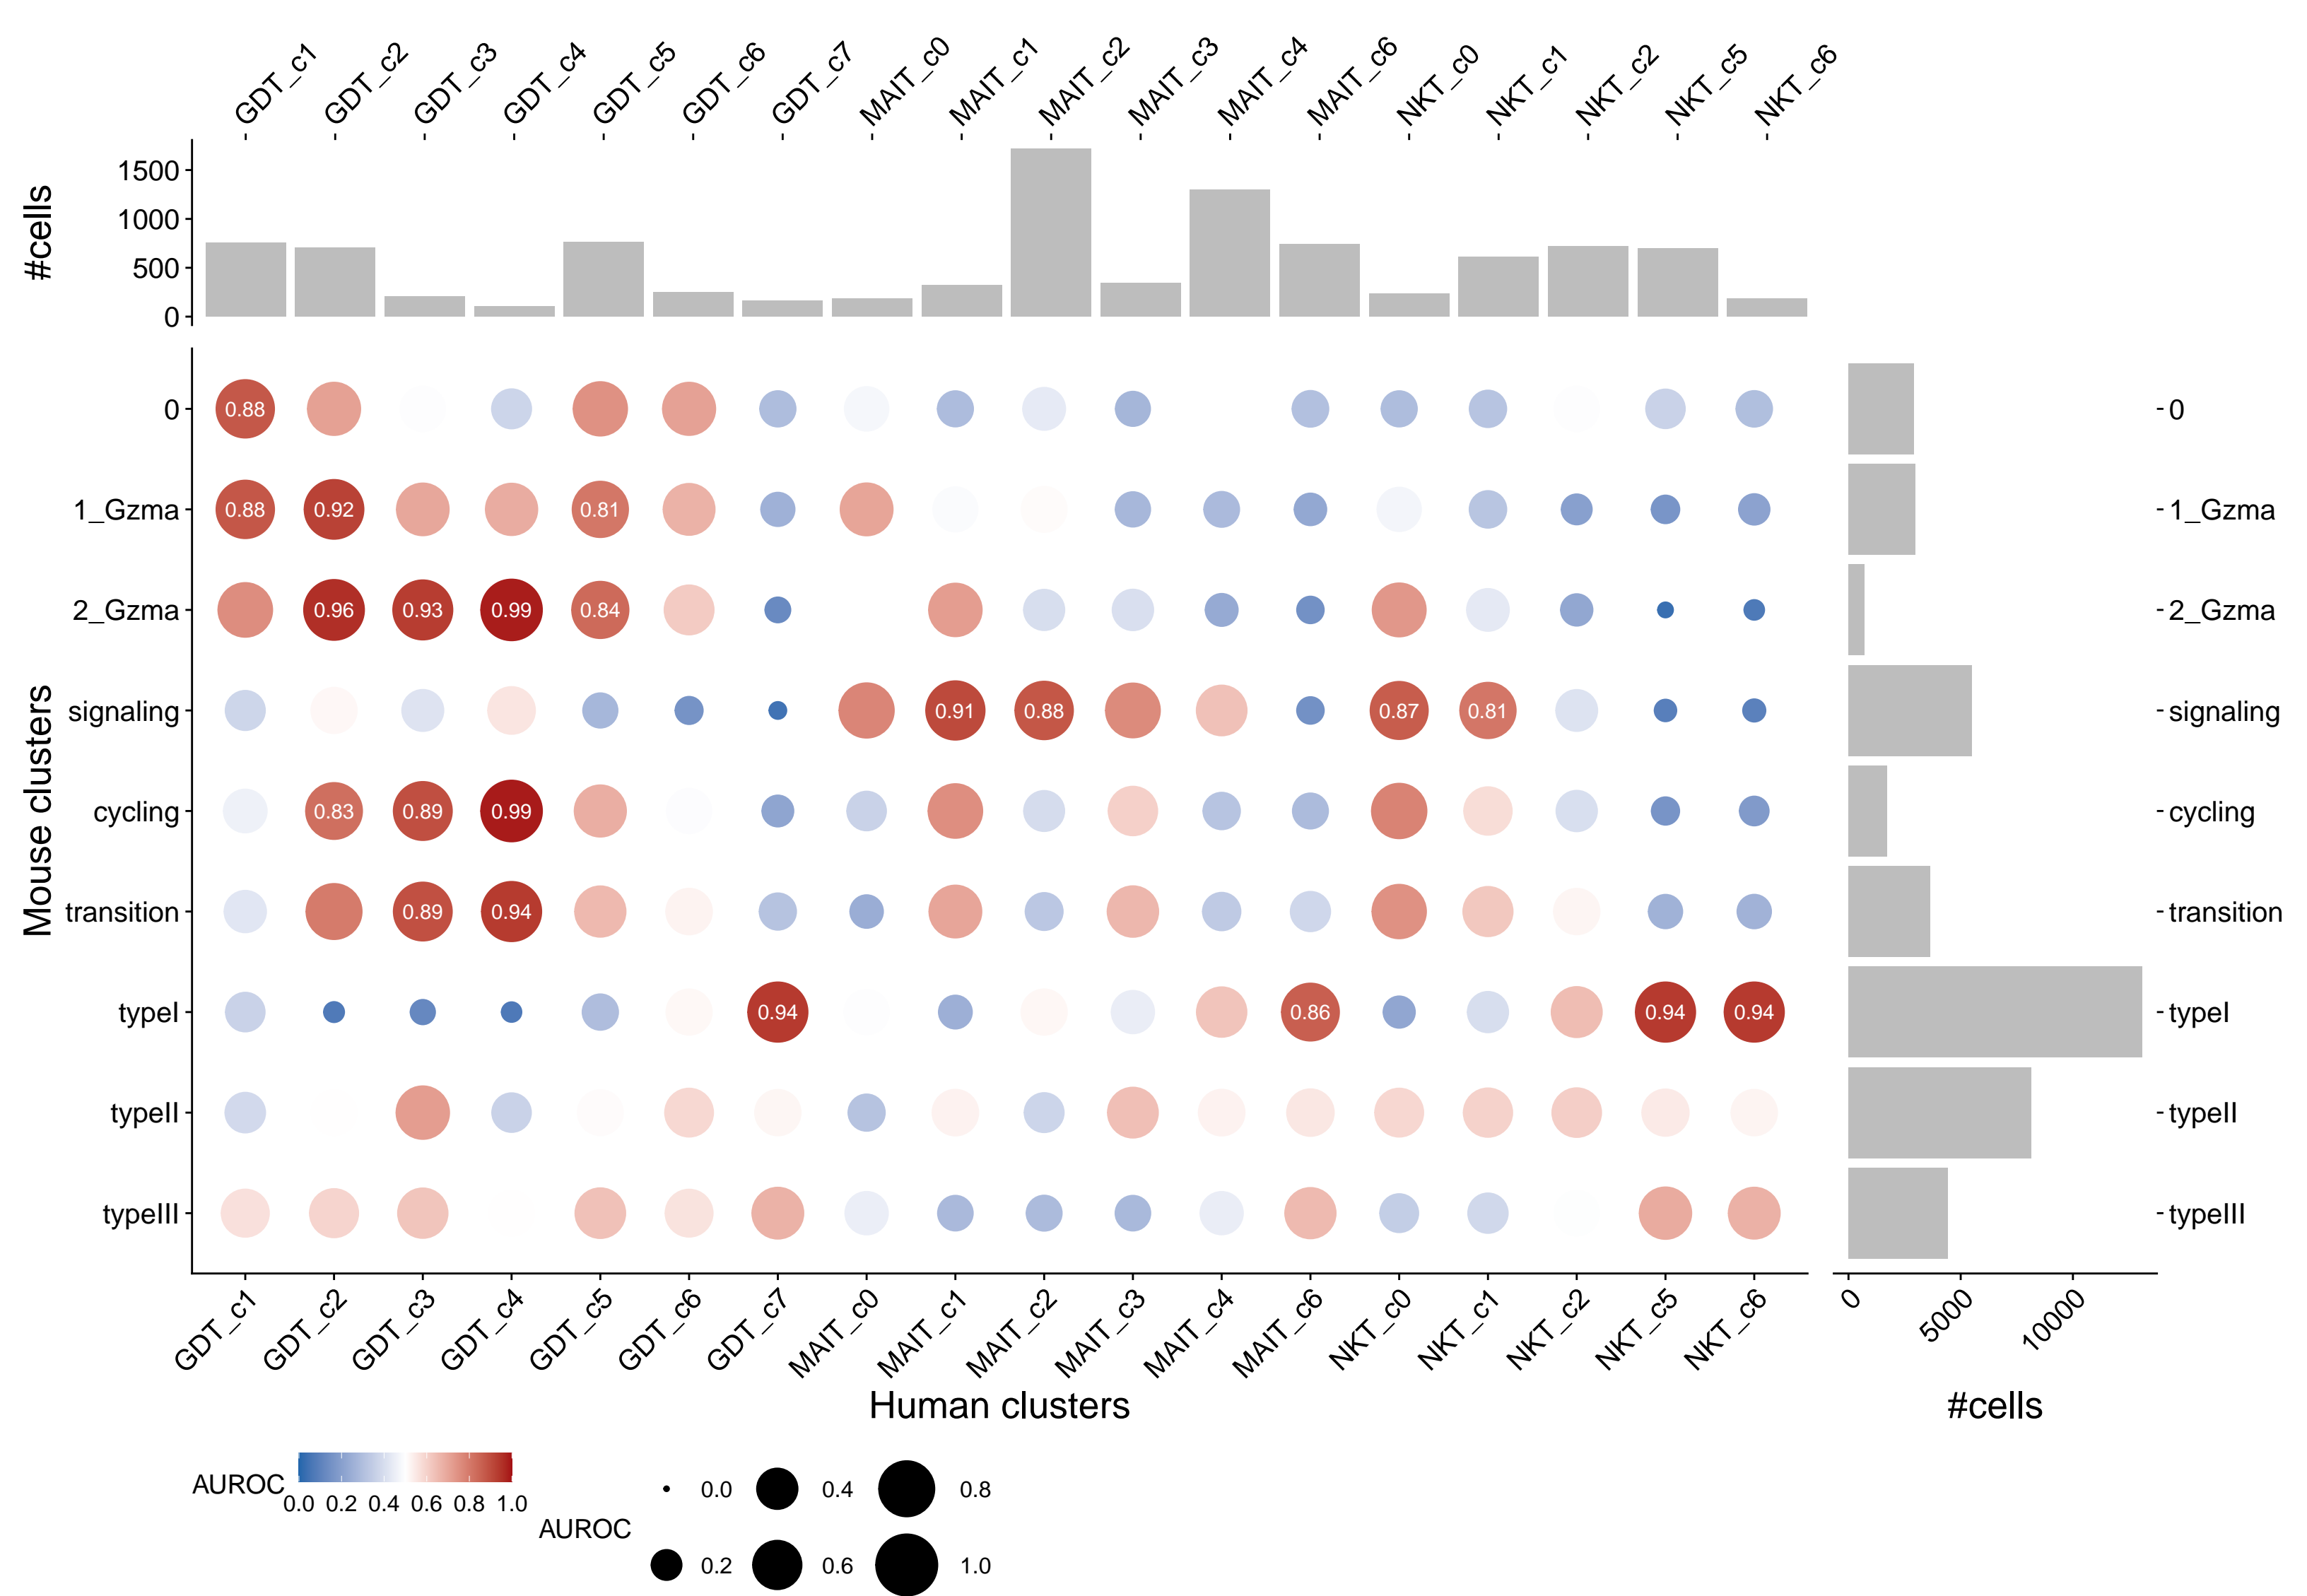 GDT_c1 GDT_c2 GDT_c3 GDT_c4 GDT_c5 GDT_c6 GDT_c7 MAIT_c0 MAIT_c1 MAIT_c2 MAIT_c3 MAIT_c4 MAIT_c6 NKT_c0 NKT_c1 NKT_c2 NKT_c5 NKT_c6
#cells
1500
1000
500
0
Mouse clusters
0 0.88 0
1_Gzma 0.88 0.92 0.81 1_Gzma
2_Gzma 0.96 0.93 0.99 0.84 2_Gzma
signaling 0.91 0.88 0.87 0.81 signaling
cycling 0.83 0.89 0.99 cycling
transition 0.89 0.94 transition
typeI 0.94 0.86 0.94 0.94 typeI
typeII typeII
typeIII typeIII
GDT_c1 GDT_c2 GDT_c3 GDT_c4 GDT_c5 GDT_c6 GDT_c7 MAIT_c0 MAIT_c1 MAIT_c2 MAIT_c3 MAIT_c4 MAIT_c6 NKT_c0 NKT_c1 NKT_c2 NKT_c5 NKT_c6
0 5000 10000
Human clusters
#cells
AUROC
0.0 0.2 0.4 0.6 0.8 1.0
AUROC
0.0 0.4 0.8
0.2 0.6 1.0